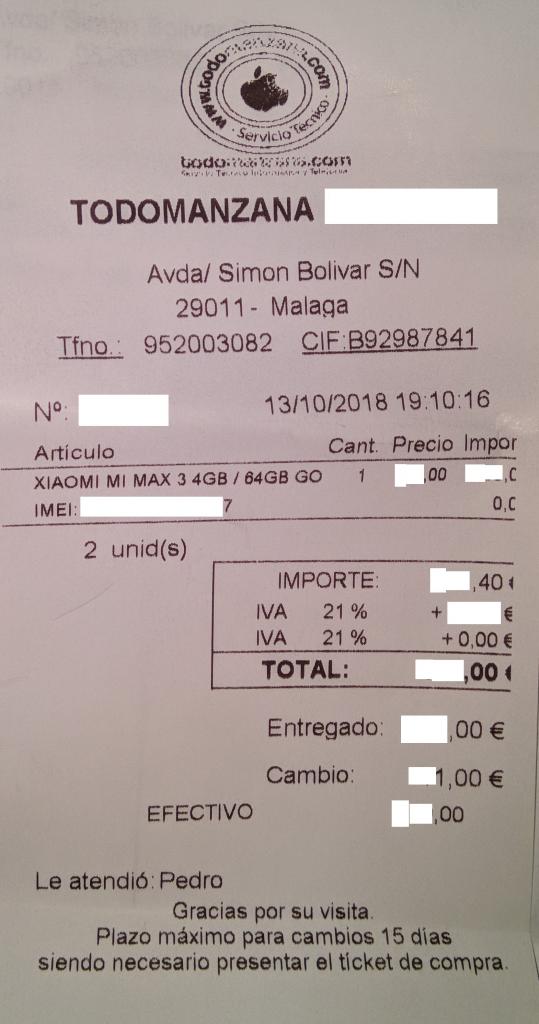 www.todomanzana.com
· Servicio Tecnico ·
todomanzana.com
TODOMANZANA
Avda/ Simon Bolivar S/N
29011- Malaga
Tfno.: 952003082 CIF:B92987841
Nº: 13/10/2018 19:10:16
Artículo Cant. Precio Impor
XIAOMI MI MAX 3 4GB / 64GB GO 1 ,00 ,0
IMEI: 7 0,0
2 unid(s)
IMPORTE: ,40 €
IVA 21 % + €
IVA 21 % + 0,00 €
TOTAL: ,00 €
Entregado: ,00 €
Cambio: 1,00 €
EFECTIVO ,00
Le atendió: Pedro
Gracias por su visita.
Plazo máximo para cambios 15 días
siendo necesario presentar el tícket de compra.